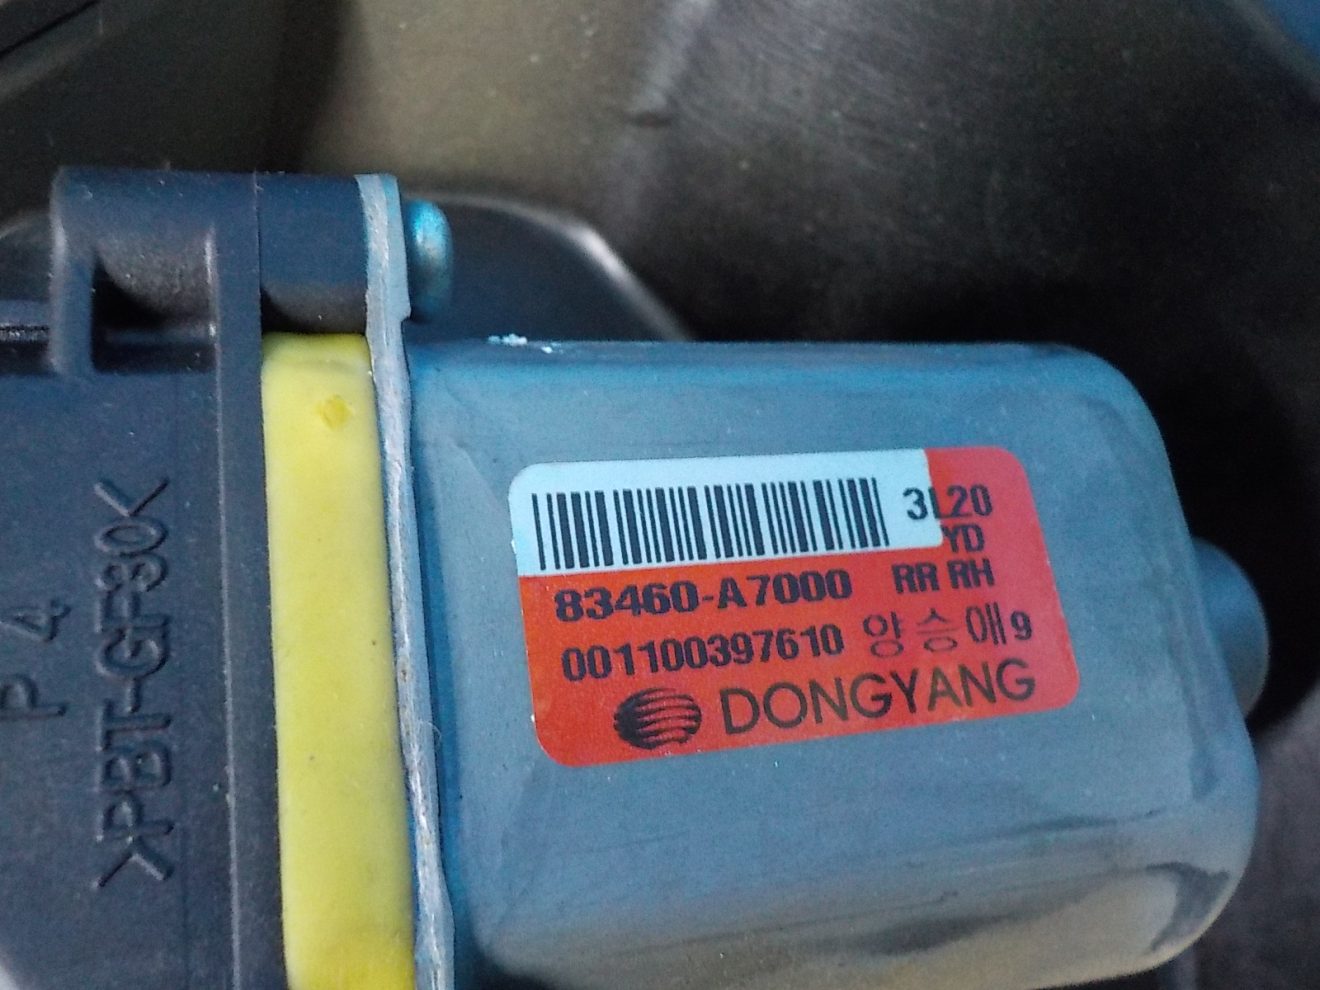 P 4
>PBT-GF30<
3L20
YD
83460-A7000 RR RH
001100397610 양승애9
DONGYANG